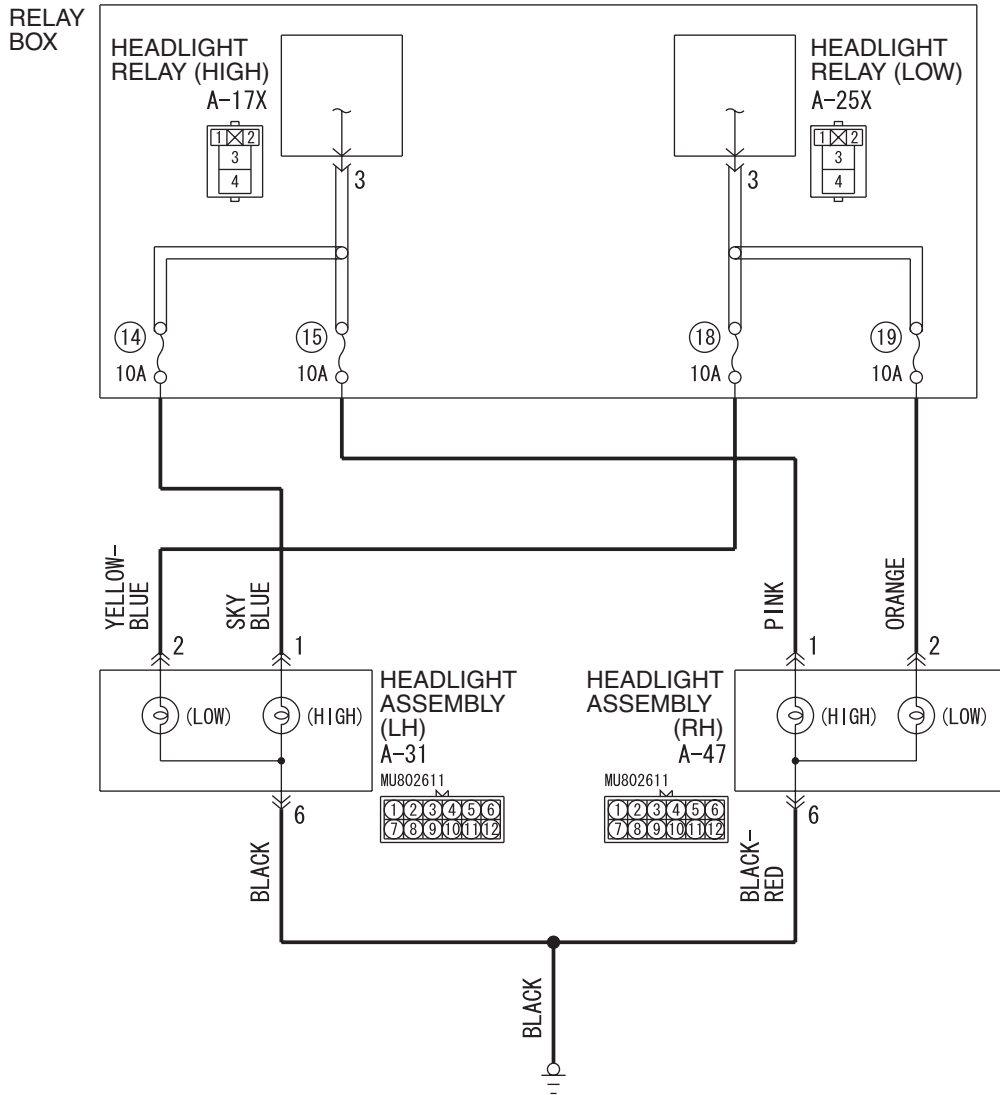 RELAY
BOX
HEADLIGHT
RELAY (HIGH)
A-17X
1 2
3
4
3
HEADLIGHT
RELAY (LOW)
A-25X
1 2
3
4
3
14
10A
15
10A
18
10A
19
10A
YELLOW-
BLUE
2
SKY
BLUE
1
PINK
1
ORANGE
2
(LOW)
(HIGH)
HEADLIGHT
ASSEMBLY
(LH)
A-31
MU802611
1 2 3 4 5 6
7 8 9 10 11 12
HEADLIGHT
ASSEMBLY
(RH)
A-47
MU802611
1 2 3 4 5 6
7 8 9 10 11 12
(HIGH)
(LOW)
6
BLACK
6
BLACK-
RED
BLACK